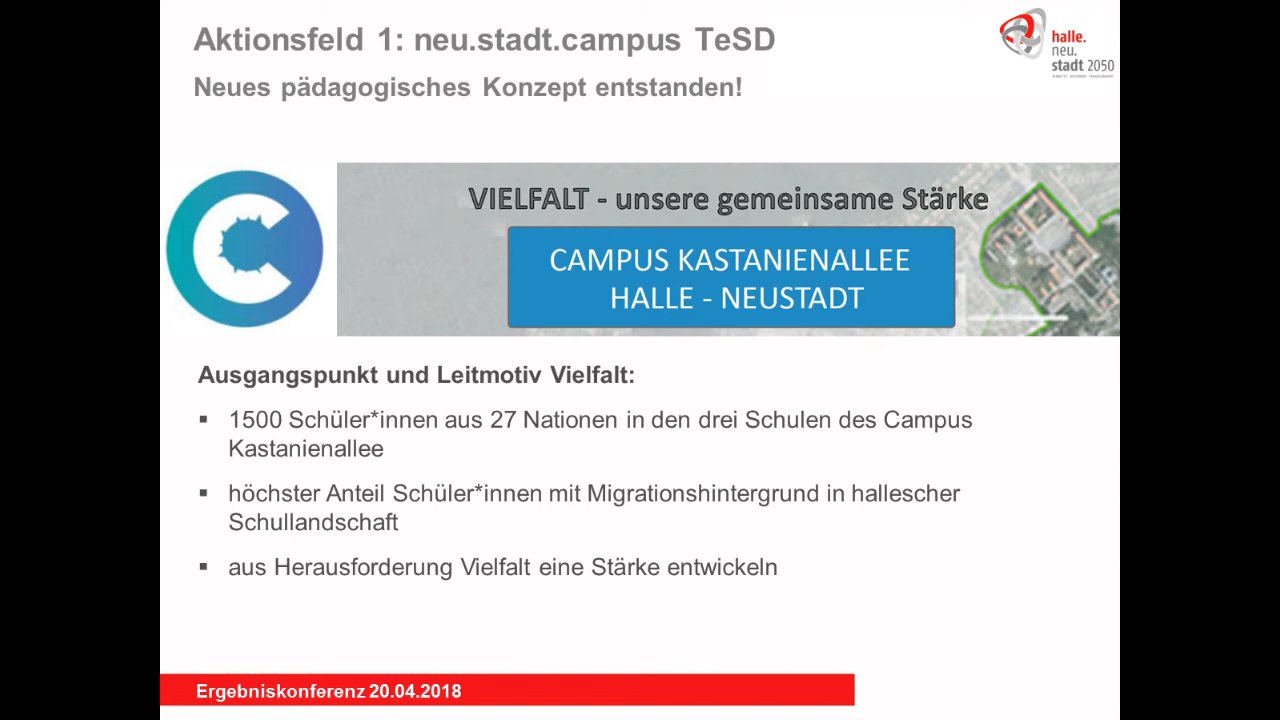 Aktionsfeld 1: neu.stadt.campus TeSD
Neues pädagogisches Konzept entstanden!
halle.
neu.
stadt 2050
VIELFALT - unsere gemeinsame Stärke
CAMPUS KASTANIENALLEE
HALLE - NEUSTADT
Ausgangspunkt und Leitmotiv Vielfalt:
▪ 1500 Schüler*innen aus 27 Nationen in den drei Schulen des Campus
Kastanienallee
▪ höchster Anteil Schüler*innen mit Migrationshintergrund in hallescher
Schullandschaft
▪ aus Herausforderung Vielfalt eine Stärke entwickeln
Ergebniskonferenz 20.04.2018